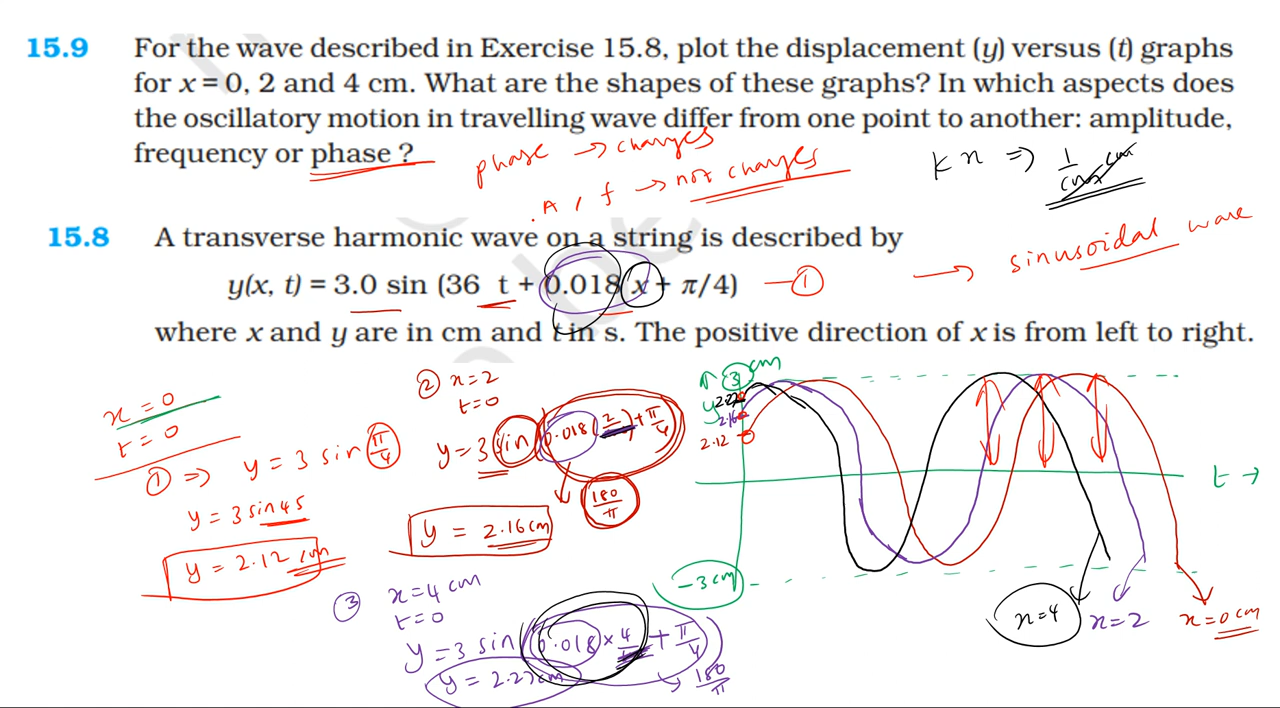 15.9 For the wave described in Exercise 15.8, plot the displacement (y) versus (t) graphs
for x = 0, 2 and 4 cm. What are the shapes of these graphs? In which aspects does
the oscillatory motion in travelling wave differ from one point to another: amplitude,
frequency or phase ?
phase → changes
A, f → not changes
K x ⇒ 1/cm × cm
15.8 A transverse harmonic wave on a string is described by
→ sinusoidal wave
y(x, t) = 3.0 sin (36 t + 0.018 x + π/4) — ①
where x and y are in cm and t in s. The positive direction of x is from left to right.
x = 0
t = 0
① ⇒ y = 3 sin π/4
y = 3 sin 45
y = 2.12 cm
② x = 2
t = 0
y = 3 sin (0.018 (2) + π/4)
180/π
y = 2.16 cm
③ x = 4 cm
t = 0
y = 3 sin (0.018 × 4 + π/4)
y = 2.27 cm
180/π
3 cm
y
2.27
2.16
2.12
t →
−3 cm
x = 4
x = 2
x = 0 cm